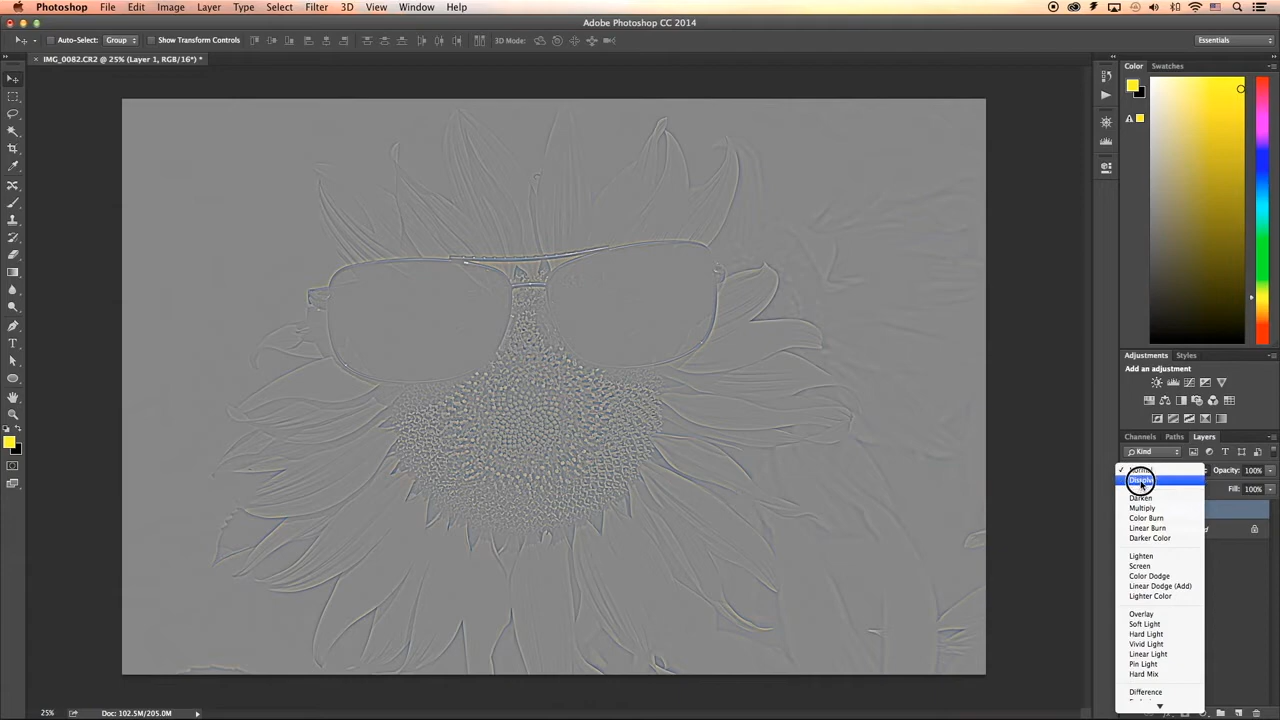 Photoshop File Edit Image Layer Type Select Filter 3D View Window Help
Adobe Photoshop CC 2014
Auto-Select: Group Show Transform Controls 3D Mode: Essentials
× IMG_0082.CR2 @ 25% (Layer 1, RGB/16*) *
Color Swatches
Adjustments Styles
Add an adjustment
Channels Paths Layers
Kind
Normal Opacity: 100%
Dissolve
Fill: 100%
Darken
Multiply
Color Burn
Linear Burn
Darker Color
Lighten
Screen
Color Dodge
Linear Dodge (Add)
Lighter Color
Overlay
Soft Light
Hard Light
Vivid Light
Linear Light
Pin Light
Hard Mix
Difference
25% Doc: 102.5M/205.0M